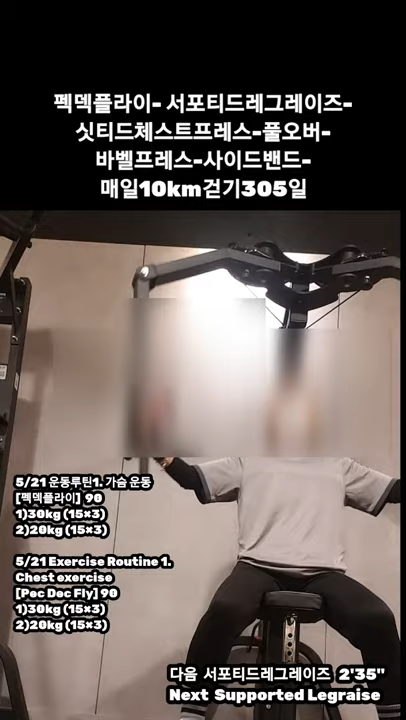 펙덱플라이- 서포티드레그레이즈-
싯티드체스트프레스-풀오버-
바벨프레스-사이드밴드-
매일10km걷기305일
5/21 운동루틴1. 가슴 운동
[펙덱플라이] 90
1)30kg (15×3)
2)20kg (15×3)
5/21 Exercise Routine 1.
Chest exercise
[Pec Dec Fly] 90
1)30kg (15×3)
2)20kg (15×3)
다음 서포티드레그레이즈 2'35"
Next Supported Legraise